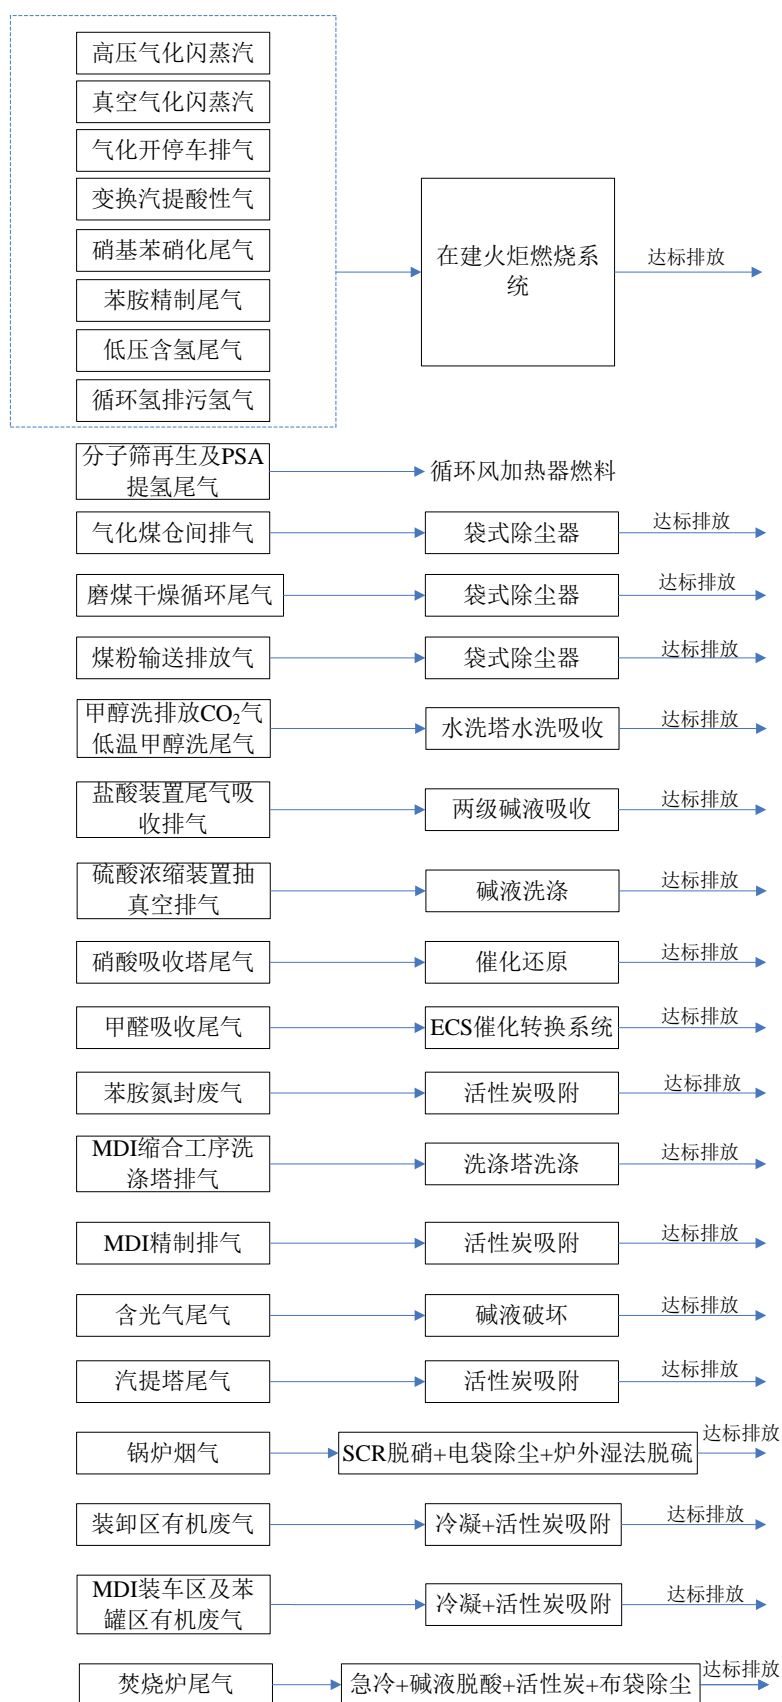 高压气化闪蒸汽
真空气化闪蒸汽
气化开停车排气
变换汽提酸性气
硝基苯硝化尾气
苯胺精制尾气
低压含氢尾气
循环氢排污氢气
在建火炬燃烧系
统
达标排放
分子筛再生及PSA
提氢尾气
循环风加热器燃料
气化煤仓间排气
袋式除尘器
达标排放
磨煤干燥循环尾气
袋式除尘器
达标排放
煤粉输送排放气
袋式除尘器
达标排放
甲醇洗排放CO₂气
低温甲醇洗尾气
水洗塔水洗吸收
达标排放
盐酸装置尾气吸
收排气
两级碱液吸收
达标排放
硫酸浓缩装置抽
真空排气
碱液洗涤
达标排放
硝酸吸收塔尾气
催化还原
达标排放
甲醛吸收尾气
ECS催化转换系统
达标排放
苯胺氮封废气
活性炭吸附
达标排放
MDI缩合工序洗
涤塔排气
洗涤塔洗涤
达标排放
MDI精制排气
活性炭吸附
达标排放
含光气尾气
碱液破坏
达标排放
汽提塔尾气
活性炭吸附
达标排放
锅炉烟气
SCR脱硝+电袋除尘+炉外湿法脱硫
达标排放
装卸区有机废气
冷凝+活性炭吸附
达标排放
MDI装车区及苯
罐区有机废气
冷凝+活性炭吸附
达标排放
焚烧炉尾气
急冷+碱液脱酸+活性炭+布袋除尘
达标排放